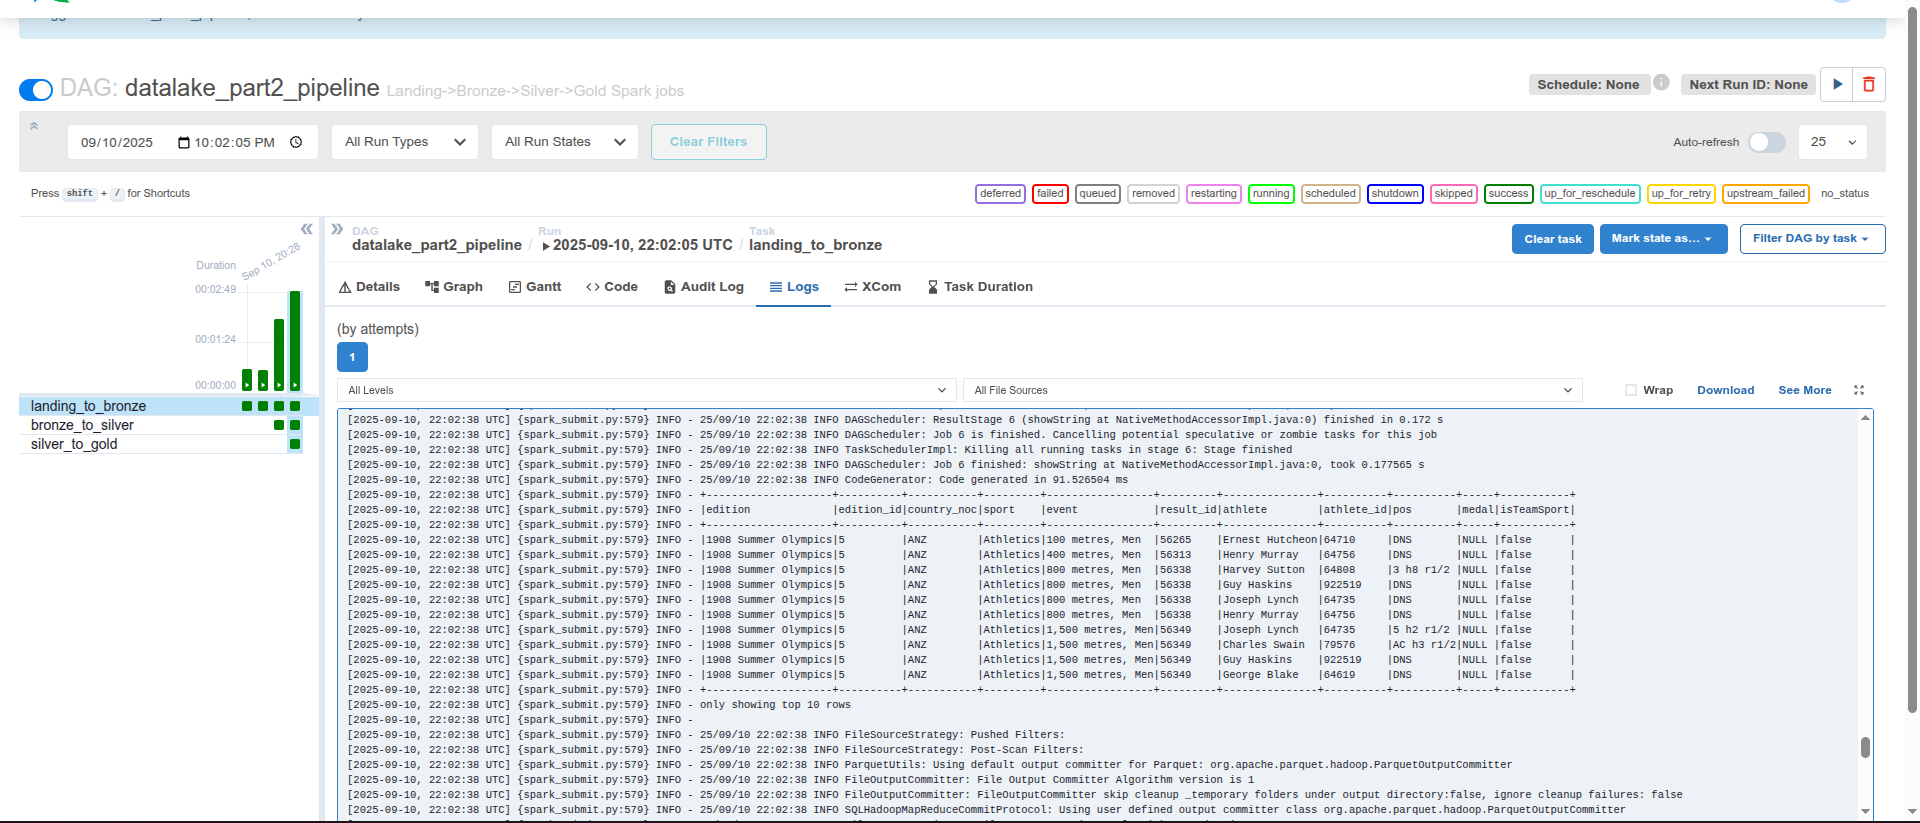 DAG: datalake_part2_pipeline Landing->Bronze->Silver->Gold Spark jobs
Schedule: None
Next Run ID: None
09/10/2025 10:02:05 PM
All Run Types
All Run States
Clear Filters
Auto-refresh
25
Press shift + / for Shortcuts
deferred failed queued removed restarting running scheduled shutdown skipped success up_for_reschedule up_for_retry upstream_failed no_status
Duration
Sep 10, 20:28
00:02:49
00:01:24
00:00:00
landing_to_bronze
bronze_to_silver
silver_to_gold
DAG Run Task
datalake_part2_pipeline / 2025-09-10, 22:02:05 UTC / landing_to_bronze
Clear task
Mark state as...
Filter DAG by task
Details Graph Gantt <> Code Audit Log Logs XCom Task Duration
(by attempts)
1
All Levels
All File Sources
Wrap
Download
See More
[2025-09-10, 22:02:38 UTC] {spark_submit.py:579} INFO - 25/09/10 22:02:38 INFO DAGScheduler: ResultStage 6 (showString at NativeMethodAccessorImpl.java:0) finished in 0.172 s
[2025-09-10, 22:02:38 UTC] {spark_submit.py:579} INFO - 25/09/10 22:02:38 INFO DAGScheduler: Job 6 is finished. Cancelling potential speculative or zombie tasks for this job
[2025-09-10, 22:02:38 UTC] {spark_submit.py:579} INFO - 25/09/10 22:02:38 INFO TaskSchedulerImpl: Killing all running tasks in stage 6: Stage finished
[2025-09-10, 22:02:38 UTC] {spark_submit.py:579} INFO - 25/09/10 22:02:38 INFO DAGScheduler: Job 6 finished: showString at NativeMethodAccessorImpl.java:0, took 0.177565 s
[2025-09-10, 22:02:38 UTC] {spark_submit.py:579} INFO - 25/09/10 22:02:38 INFO CodeGenerator: Code generated in 91.526504 ms
[2025-09-10, 22:02:38 UTC] {spark_submit.py:579} INFO - +--------------------+----------+-----------+---------+-----------------+---------+---------------+----------+----------+-----+-----------+
[2025-09-10, 22:02:38 UTC] {spark_submit.py:579} INFO - |edition             |edition_id|country_noc|sport    |event            |result_id|athlete        |athlete_id|pos       |medal|isTeamSport|
[2025-09-10, 22:02:38 UTC] {spark_submit.py:579} INFO - +--------------------+----------+-----------+---------+-----------------+---------+---------------+----------+----------+-----+-----------+
[2025-09-10, 22:02:38 UTC] {spark_submit.py:579} INFO - |1908 Summer Olympics|5         |ANZ        |Athletics|100 metres, Men  |56265    |Ernest Hutcheon|64710     |DNS       |NULL |false      |
[2025-09-10, 22:02:38 UTC] {spark_submit.py:579} INFO - |1908 Summer Olympics|5         |ANZ        |Athletics|400 metres, Men  |56313    |Henry Murray   |64756     |DNS       |NULL |false      |
[2025-09-10, 22:02:38 UTC] {spark_submit.py:579} INFO - |1908 Summer Olympics|5         |ANZ        |Athletics|800 metres, Men  |56338    |Harvey Sutton  |64808     |3 h8 r1/2 |NULL |false      |
[2025-09-10, 22:02:38 UTC] {spark_submit.py:579} INFO - |1908 Summer Olympics|5         |ANZ        |Athletics|800 metres, Men  |56338    |Guy Haskins    |922519    |DNS       |NULL |false      |
[2025-09-10, 22:02:38 UTC] {spark_submit.py:579} INFO - |1908 Summer Olympics|5         |ANZ        |Athletics|800 metres, Men  |56338    |Joseph Lynch   |64735     |DNS       |NULL |false      |
[2025-09-10, 22:02:38 UTC] {spark_submit.py:579} INFO - |1908 Summer Olympics|5         |ANZ        |Athletics|800 metres, Men  |56338    |Henry Murray   |64756     |DNS       |NULL |false      |
[2025-09-10, 22:02:38 UTC] {spark_submit.py:579} INFO - |1908 Summer Olympics|5         |ANZ        |Athletics|1,500 metres, Men|56349    |Joseph Lynch   |64735     |5 h2 r1/2 |NULL |false      |
[2025-09-10, 22:02:38 UTC] {spark_submit.py:579} INFO - |1908 Summer Olympics|5         |ANZ        |Athletics|1,500 metres, Men|56349    |Charles Swain  |79576     |AC h3 r1/2|NULL |false      |
[2025-09-10, 22:02:38 UTC] {spark_submit.py:579} INFO - |1908 Summer Olympics|5         |ANZ        |Athletics|1,500 metres, Men|56349    |Guy Haskins    |922519    |DNS       |NULL |false      |
[2025-09-10, 22:02:38 UTC] {spark_submit.py:579} INFO - |1908 Summer Olympics|5         |ANZ        |Athletics|1,500 metres, Men|56349    |George Blake   |64619     |DNS       |NULL |false      |
[2025-09-10, 22:02:38 UTC] {spark_submit.py:579} INFO - +--------------------+----------+-----------+---------+-----------------+---------+---------------+----------+----------+-----+-----------+
[2025-09-10, 22:02:38 UTC] {spark_submit.py:579} INFO - only showing top 10 rows
[2025-09-10, 22:02:38 UTC] {spark_submit.py:579} INFO -
[2025-09-10, 22:02:38 UTC] {spark_submit.py:579} INFO - 25/09/10 22:02:38 INFO FileSourceStrategy: Pushed Filters:
[2025-09-10, 22:02:38 UTC] {spark_submit.py:579} INFO - 25/09/10 22:02:38 INFO FileSourceStrategy: Post-Scan Filters:
[2025-09-10, 22:02:38 UTC] {spark_submit.py:579} INFO - 25/09/10 22:02:38 INFO ParquetUtils: Using default output committer for Parquet: org.apache.parquet.hadoop.ParquetOutputCommitter
[2025-09-10, 22:02:38 UTC] {spark_submit.py:579} INFO - 25/09/10 22:02:38 INFO FileOutputCommitter: File Output Committer Algorithm version is 1
[2025-09-10, 22:02:38 UTC] {spark_submit.py:579} INFO - 25/09/10 22:02:38 INFO FileOutputCommitter: FileOutputCommitter skip cleanup _temporary folders under output directory:false, ignore cleanup failures: false
[2025-09-10, 22:02:38 UTC] {spark_submit.py:579} INFO - 25/09/10 22:02:38 INFO SQLHadoopMapReduceCommitProtocol: Using user defined output committer class org.apache.parquet.hadoop.ParquetOutputCommitter